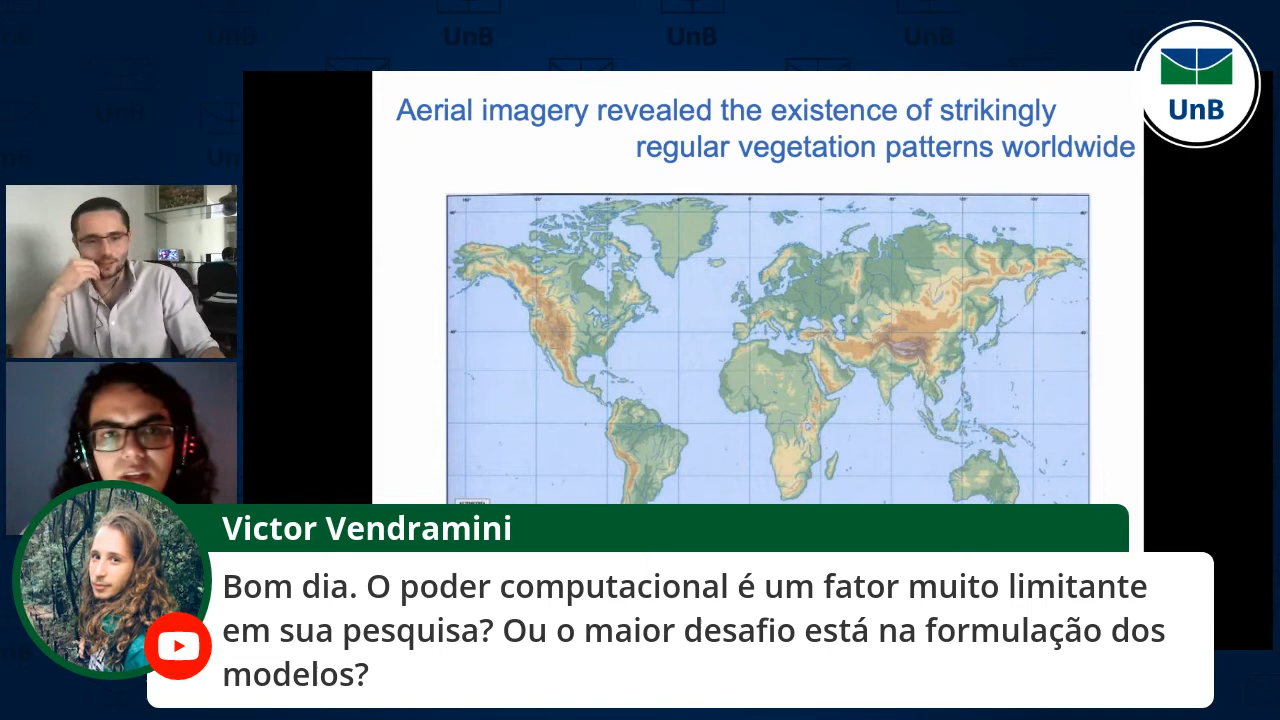 UnB
UnB
UnB
UnB
UnB
Aerial imagery revealed the existence of strikingly
regular vegetation patterns worldwide
UnB
Victor Vendramini
Bom dia. O poder computacional é um fator muito limitante
em sua pesquisa? Ou o maior desafio está na formulação dos
modelos?